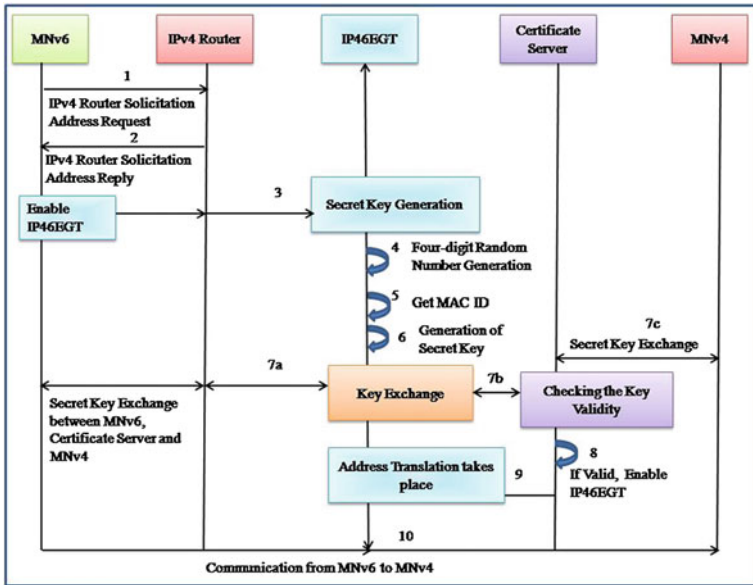 MNv6
IPv4 Router
IP46EGT
Certificate
Server
MNv4
1
IPv4 Router Solicitation
Address Request
2
IPv4 Router Solicitation
Address Reply
Enable
IP46EGT
3
Secret Key Generation
4
Four-digit Random
Number Generation
5
Get MAC ID
6
Generation of
Secret Key
7c
Secret Key Exchange
7a
Key Exchange
7b
Checking the Key
Validity
Secret Key Exchange
between MNv6,
Certificate Server and
MNv4
8
If Valid, Enable
IP46EGT
Address Translation takes
place
9
10
Communication from MNv6 to MNv4